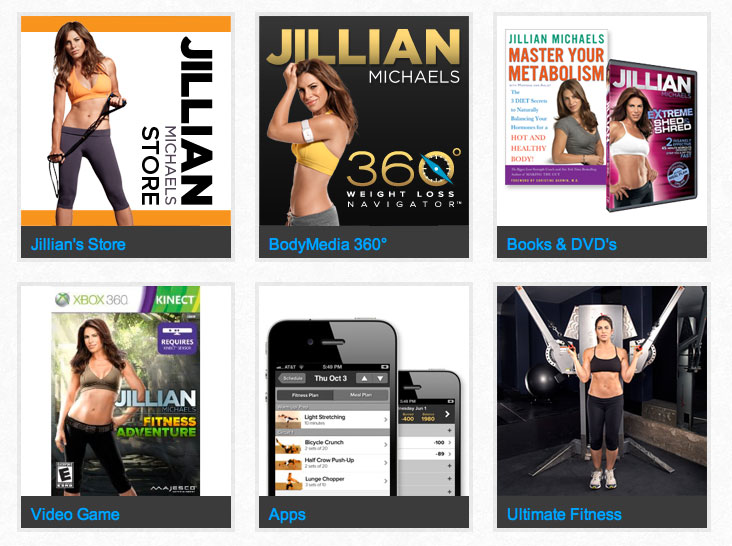 JILLIAN
MICHAELS
STORE
Jillian's Store
JILLIAN
MICHAELS
360°
WEIGHT LOSS
NAVIGATOR™
BodyMedia 360°
JILLIAN MICHAELS
MASTER YOUR
METABOLISM
The
3 DIET Secrets
to Naturally
Balancing Your
Hormones for a
HOT AND
HEALTHY
BODY!
JILLIAN
MICHAELS
EXTREME
SHED &
SHRED
2
Books & DVD's
XBOX 360
KINECT
REQUIRES
JILLIAN
MICHAELS
FITNESS
ADVENTURE
E
MAJESCO
Video Game
AT&T
5:49 PM
Schedule
Thu Oct 3
Fitness Plan
Meal Plan
Light Stretching
10 minutes
Bicycle Crunch
2 sets of 20
Half Crow Push-Up
2 sets of 10
Lunge Chopper
2 sets of 10
5:48 PM
Wednesday Jun 1
-400
1980
-100
-89
Apps
Ultimate Fitness